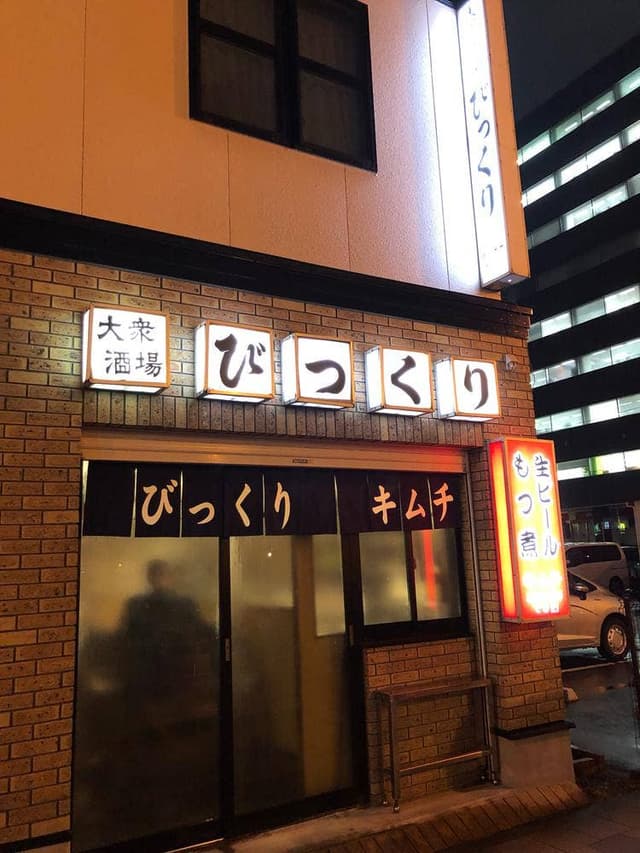 びっくり
大衆
酒場
びっくり
びっくり
キムチ
生ビール
もつ煮